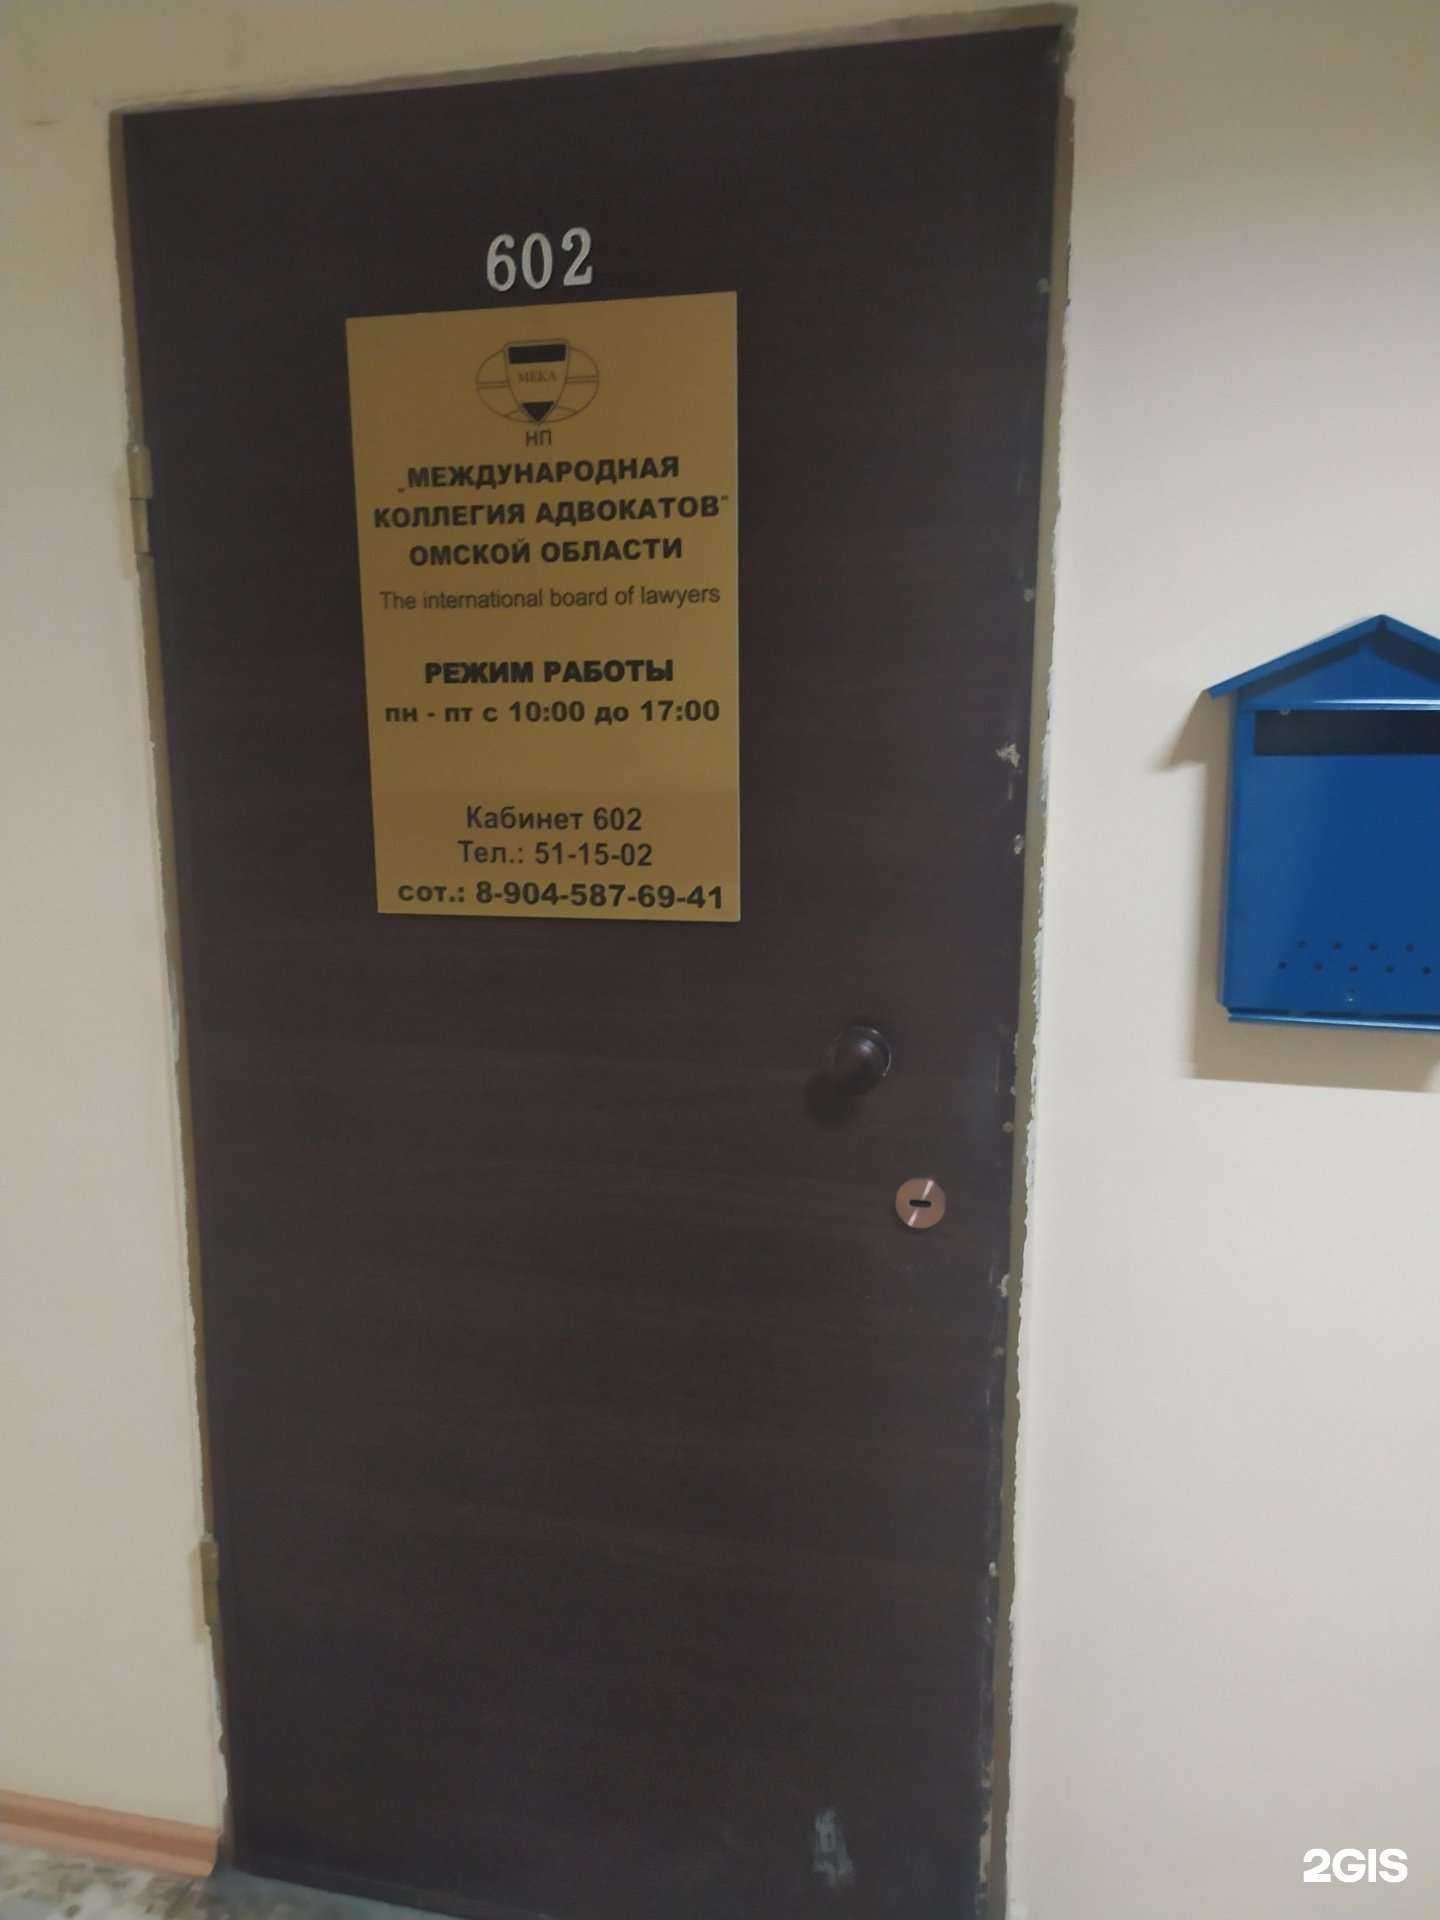 602
МЕКА
НП
„МЕЖДУНАРОДНАЯ
КОЛЛЕГИЯ АДВОКАТОВ"
ОМСКОЙ ОБЛАСТИ
The international board of lawyers
РЕЖИМ РАБОТЫ
пн - пт с 10:00 до 17:00
Кабинет 602
Тел.: 51-15-02
сот.: 8-904-587-69-41
2GIS